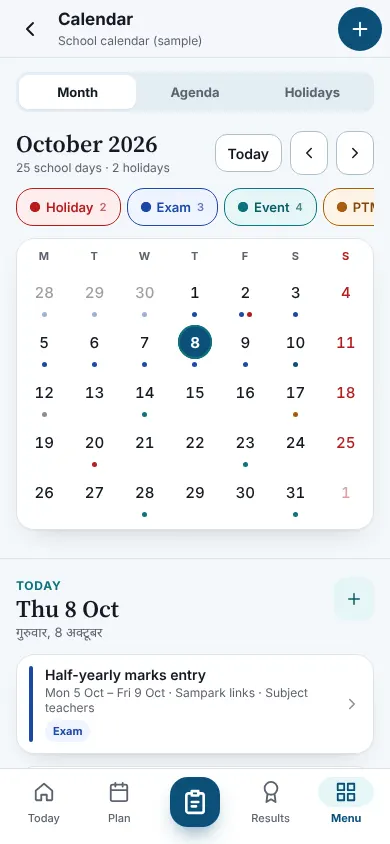 Calendar
School calendar (sample)
Month Agenda Holidays
October 2026
25 school days · 2 holidays
Today
Holiday 2 Exam 3 Event 4 PTM
M T W T F S S
28 29 30 1 2 3 4
5 6 7 8 9 10 11
12 13 14 15 16 17 18
19 20 21 22 23 24 25
26 27 28 29 30 31 1
TODAY
Thu 8 Oct
गुरुवार, 8 अक्टूबर
Half-yearly marks entry
Mon 5 Oct – Fri 9 Oct · Sampark links · Subject
teachers
Exam
Today Plan Results Menu